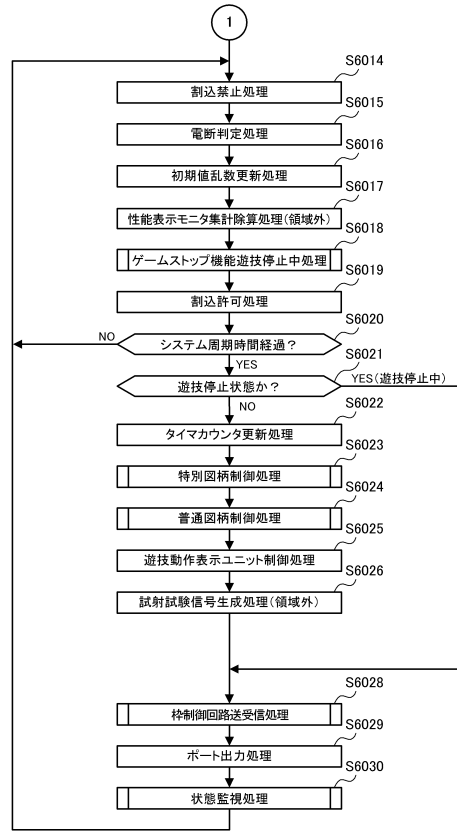 1
S6014
割込禁止処理
S6015
電断判定処理
S6016
初期値乱数更新処理
S6017
性能表示モニタ集計除算処理(領域外)
S6018
ゲームストップ機能遊技停止中処理
S6019
割込許可処理
S6020
NO
システム周期時間経過？
YES
S6021
遊技停止状態か？
YES(遊技停止中)
NO
S6022
タイマカウンタ更新処理
S6023
特別図柄制御処理
S6024
普通図柄制御処理
S6025
遊技動作表示ユニット制御処理
S6026
試射試験信号生成処理(領域外)
S6028
枠制御回路送受信処理
S6029
ポート出力処理
S6030
状態監視処理